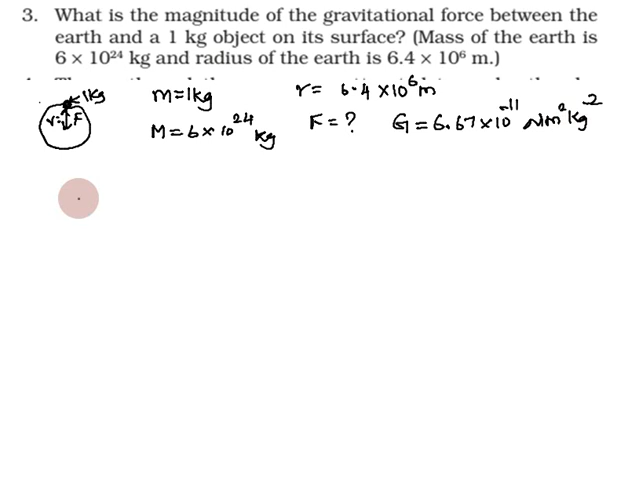 3. What is the magnitude of the gravitational force between the
earth and a 1 kg object on its surface? (Mass of the earth is
6 × 10²⁴ kg and radius of the earth is 6.4 × 10⁶ m.)
1kg
r F
m=1kg
r= 6.4 ×10⁶m
M=6× 10²⁴ kg
F=?
G=6.67×10⁻¹¹ Nm²kg⁻²